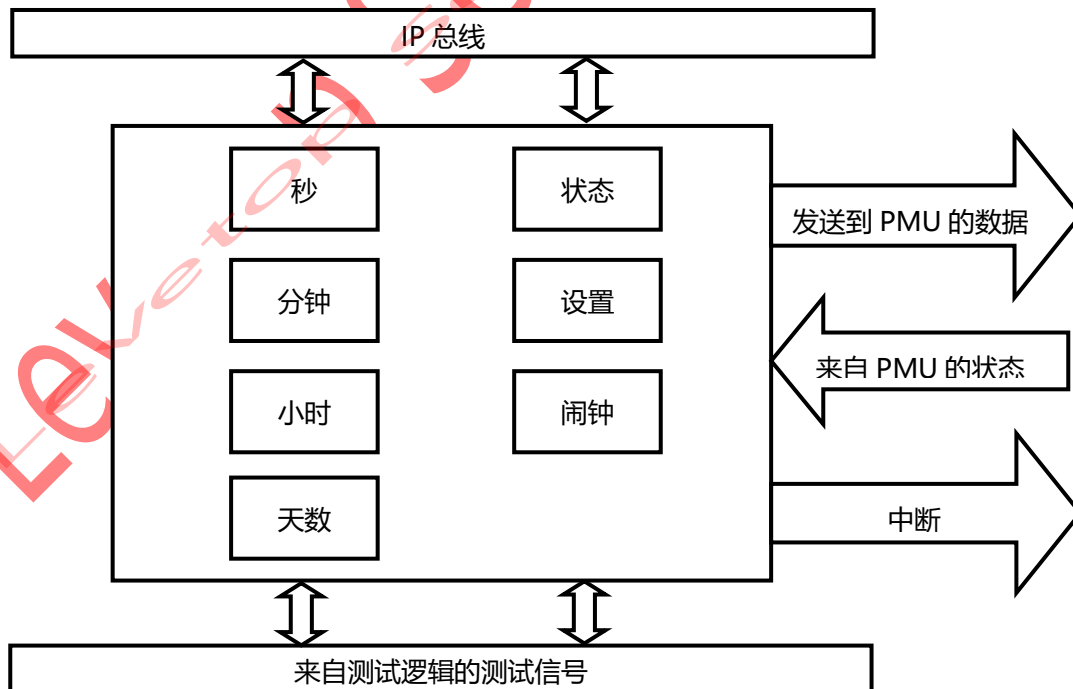 IP 总线
秒
状态
发送到 PMU 的数据
分钟
设置
来自 PMU 的状态
小时
闹钟
天数
中断
来自测试逻辑的测试信号